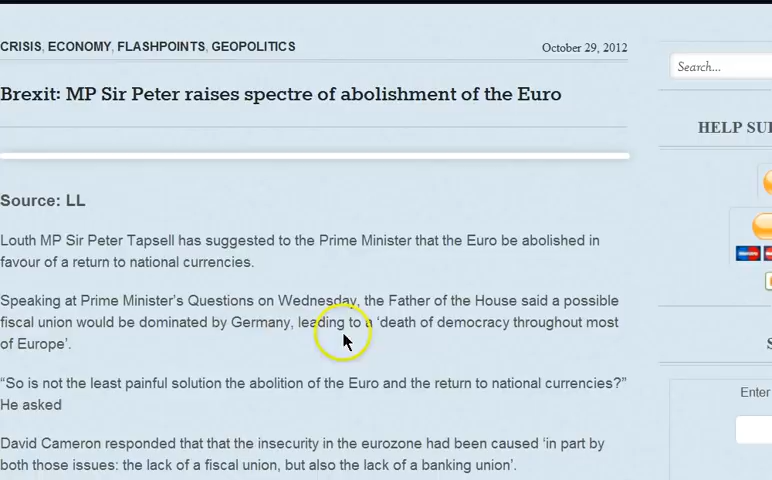 CRISIS, ECONOMY, FLASHPOINTS, GEOPOLITICS
October 29, 2012
Search...
Brexit: MP Sir Peter raises spectre of abolishment of the Euro
HELP SU
Source: LL
Louth MP Sir Peter Tapsell has suggested to the Prime Minister that the Euro be abolished in
favour of a return to national currencies.
Speaking at Prime Minister's Questions on Wednesday, the Father of the House said a possible
fiscal union would be dominated by Germany, leading to a ‘death of democracy throughout most
of Europe’.
“So is not the least painful solution the abolition of the Euro and the return to national currencies?”
He asked
Enter
David Cameron responded that that the insecurity in the eurozone had been caused ‘in part by
both those issues: the lack of a fiscal union, but also the lack of a banking union’.